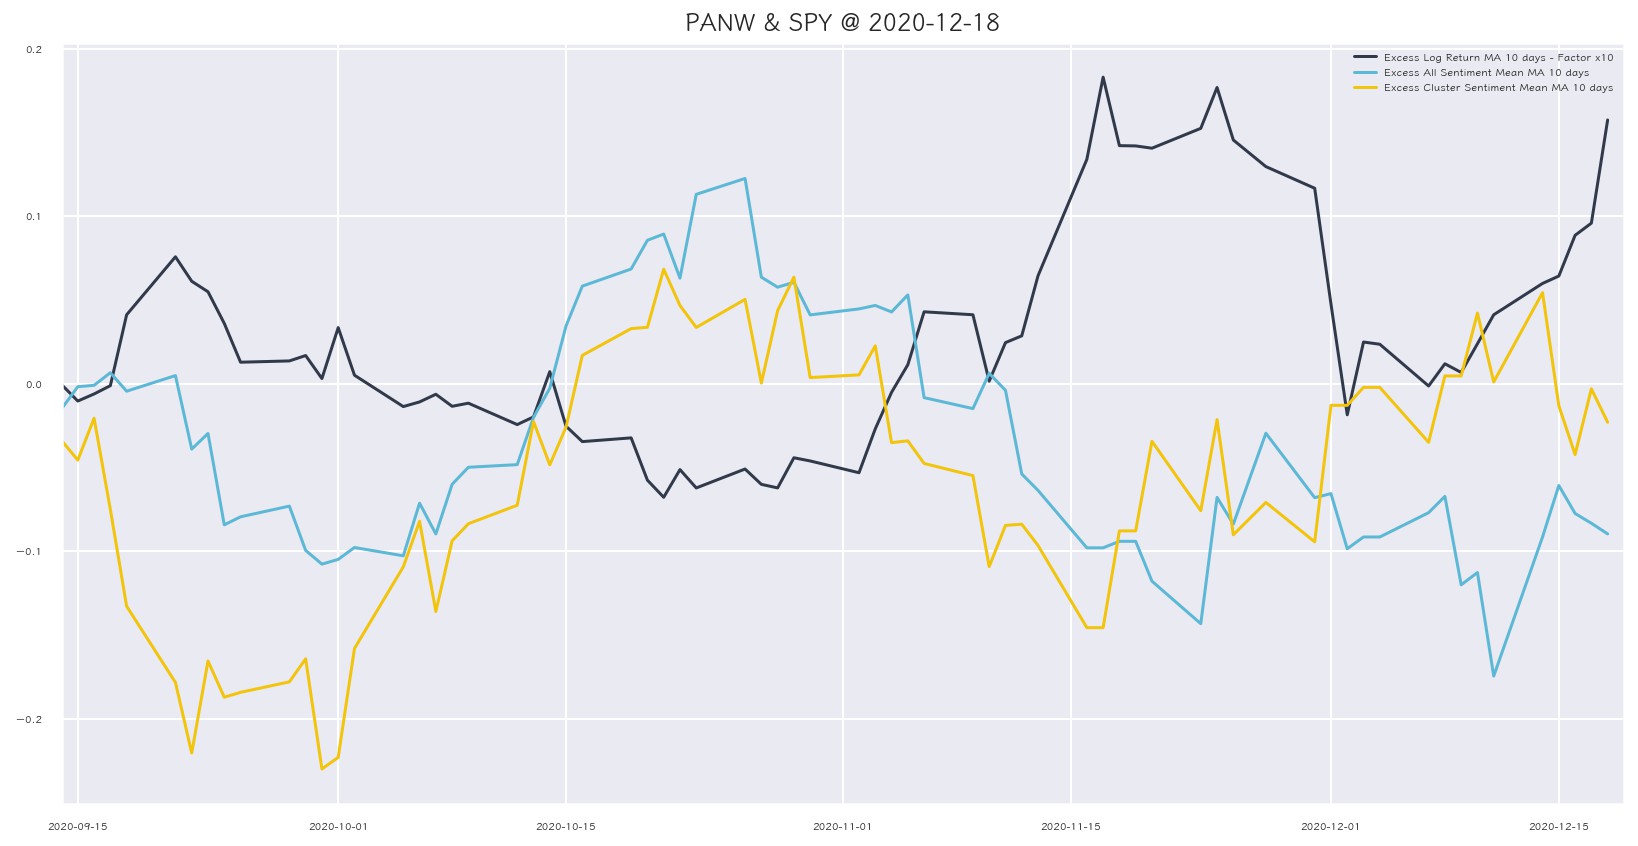 PANW & SPY @ 2020-12-18
Excess Log Return MA 10 days - Factor x10
Excess All Sentiment Mean MA 10 days
Excess Cluster Sentiment Mean MA 10 days
0.2
0.1
0.0
−0.1
−0.2
2020-09-15 2020-10-01 2020-10-15 2020-11-01 2020-11-15 2020-12-01 2020-12-15